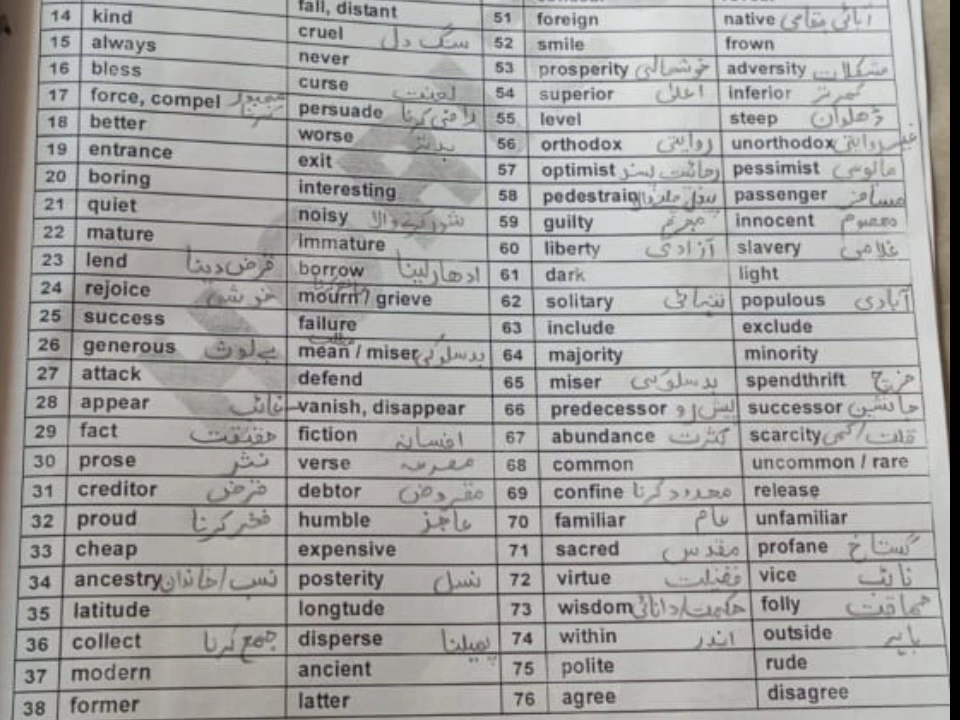 fall, distant
14 kind cruel سنگ دل 51 foreign native آبائی مقامی
15 always never 52 smile frown
16 bless curse لعنت 53 prosperity خوشحالی adversity مشکلات
17 force, compel مجبور کرنا persuade راضی کرنا 54 superior اعلیٰ inferior کمتر
18 better worse بدتر 55 level steep ڈھلوان
19 entrance exit 56 orthodox روایتی unorthodox غیر روایتی
20 boring interesting 57 optimist رجائیت پسند pessimist مایوسی
21 quiet noisy شور کرنے والا 58 pedestrain passenger مسافر
22 mature immature 59 guilty مجرم innocent معصوم
23 lend قرض دینا borrow ادھار لینا 60 liberty آزادی slavery غلامی
24 rejoice خوشی mourn / grieve 61 dark light
25 success failure 62 solitary تنہائی populous آبادی
26 generous بے لوث mean / miser 63 include exclude
27 attack defend 64 majority minority
28 appear غائب vanish, disappear 65 miser spendthrift خرچ
29 fact حقیقت fiction افسانہ 66 predecessor پیش رو successor جانشین
30 prose نثر verse مصرعہ 67 abundance کثرت scarcity قلت/کمی
31 creditor قرض debtor مقروض 68 common uncommon / rare
32 proud فخر کرنا humble عاجز 69 confine محدود کرنا release
33 cheap expensive 70 familiar عام unfamiliar
34 ancestry نسب/خاندان posterity نسل 71 sacred مقدس profane گستاخ
35 latitude longtude 72 virtue فضلیت vice
36 collect جمع کرنا disperse پھیلنا 73 wisdom حکمت/دانائی folly حماقت
37 modern ancient 74 within اندر outside باہر
38 former latter 75 polite rude
76 agree disagree